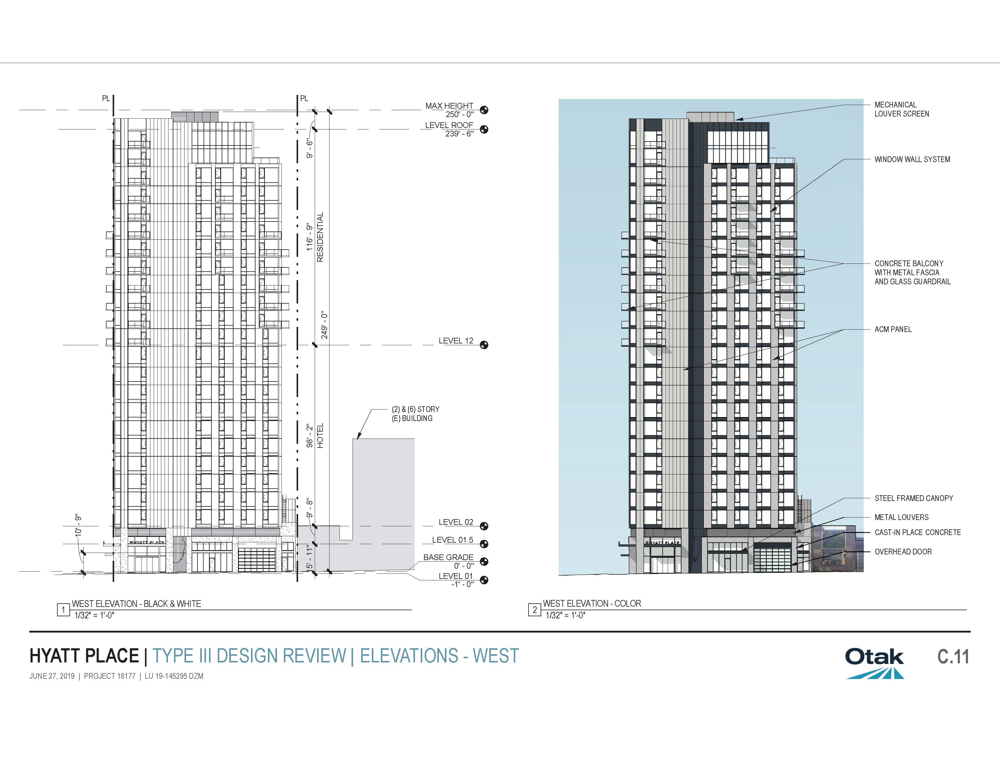 PL
PL
MAX HEIGHT
250' - 0"
LEVEL ROOF
239' - 6"
9' - 6"
116' - 9"
RESIDENTIAL
249' - 0"
LEVEL 12
(2) & (6) STORY
(E) BUILDING
98' - 2"
HOTEL
9' - 8"
10' - 9"
LEVEL 02
LEVEL 01.5
15' - 11"
BASE GRADE
0' - 0"
LEVEL 01
-1' - 0"
HYATT PLACE
1
WEST ELEVATION - BLACK & WHITE
1/32" = 1'-0"
MECHANICAL
LOUVER SCREEN
WINDOW WALL SYSTEM
CONCRETE BALCONY
WITH METAL FASCIA
AND GLASS GUARDRAIL
ACM PANEL
STEEL FRAMED CANOPY
METAL LOUVERS
CAST-IN PLACE CONCRETE
OVERHEAD DOOR
HYATT PLACE
2
WEST ELEVATION - COLOR
1/32" = 1'-0"
HYATT PLACE | TYPE III DESIGN REVIEW | ELEVATIONS - WEST
JUNE 27, 2019 | PROJECT 18177 | LU 19-145295 DZM
Otak
C.11